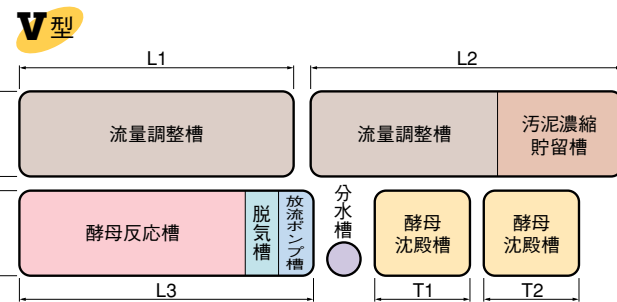 V型
L1
L2
流量調整槽
流量調整槽
汚泥濃縮
貯留槽
酵母反応槽
脱気槽
放流ポンプ槽
分水槽
酵母
沈殿槽
酵母
沈殿槽
L3
T1
T2